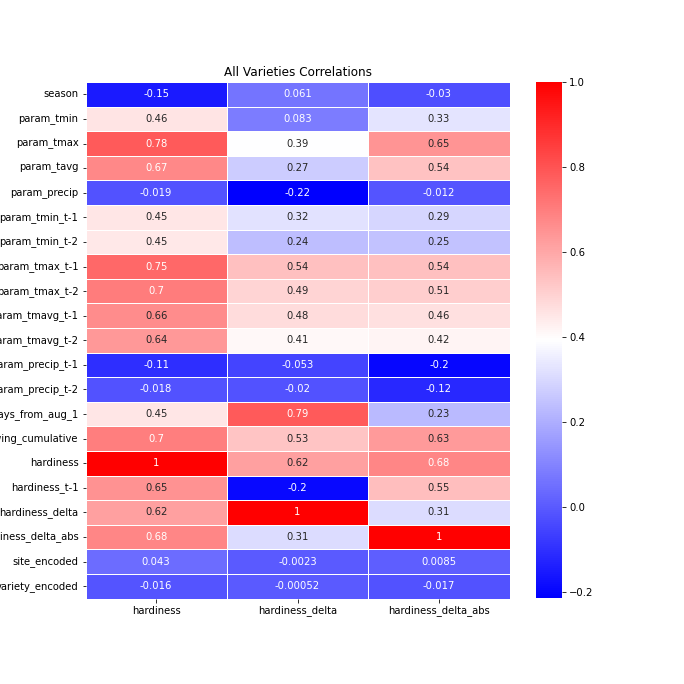 All Varieties Correlations
season -0.15 0.061 -0.03
param_tmin 0.46 0.083 0.33
param_tmax 0.78 0.39 0.65
param_tavg 0.67 0.27 0.54
param_precip -0.019 -0.22 -0.012
param_tmin_t-1 0.45 0.32 0.29
param_tmin_t-2 0.45 0.24 0.25
param_tmax_t-1 0.75 0.54 0.54
param_tmax_t-2 0.7 0.49 0.51
ram_tmavg_t-1 0.66 0.48 0.46
ram_tmavg_t-2 0.64 0.41 0.42
ram_precip_t-1 -0.11 -0.053 -0.2
ram_precip_t-2 -0.018 -0.02 -0.12
ays_from_aug_1 0.45 0.79 0.23
ing_cumulative 0.7 0.53 0.63
hardiness 1 0.62 0.68
hardiness_t-1 0.65 -0.2 0.55
hardiness_delta 0.62 1 0.31
iness_delta_abs 0.68 0.31 1
site_encoded 0.043 -0.0023 0.0085
variety_encoded -0.016 -0.00052 -0.017
hardiness hardiness_delta hardiness_delta_abs
1.0
0.8
0.6
0.4
0.2
0.0
−0.2